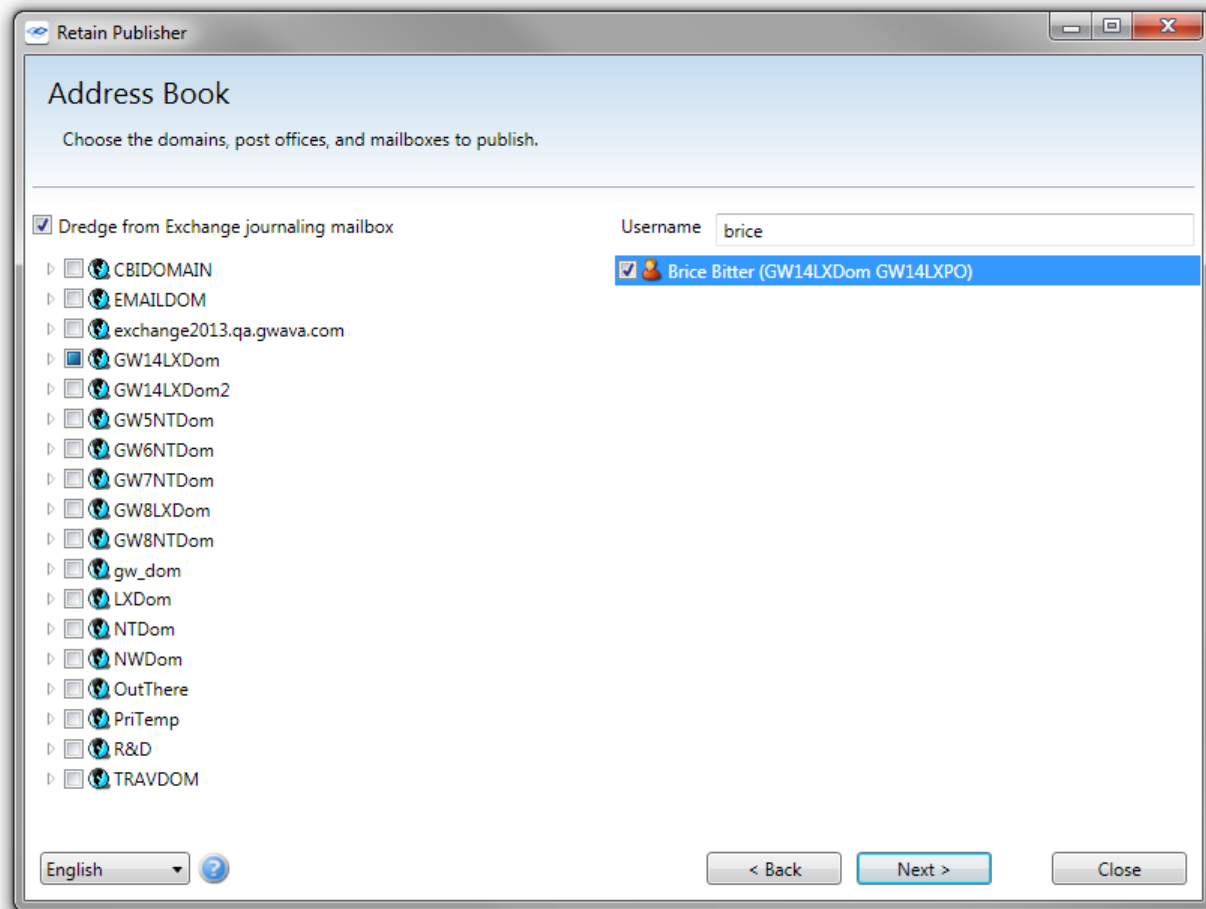 Retain Publisher
Address Book
Choose the domains, post offices, and mailboxes to publish.
Dredge from Exchange journaling mailbox
Username brice
CBIDOMAIN
Brice Bitter (GW14LXDom GW14LXPO)
EMAILDOM
exchange2013.qa.gwava.com
GW14LXDom
GW14LXDom2
GW5NTDom
GW6NTDom
GW7NTDom
GW8LXDom
GW8NTDom
gw_dom
LXDom
NTDom
NWDom
OutThere
PriTemp
R&D
TRAVDOM
English ? < Back Next > Close